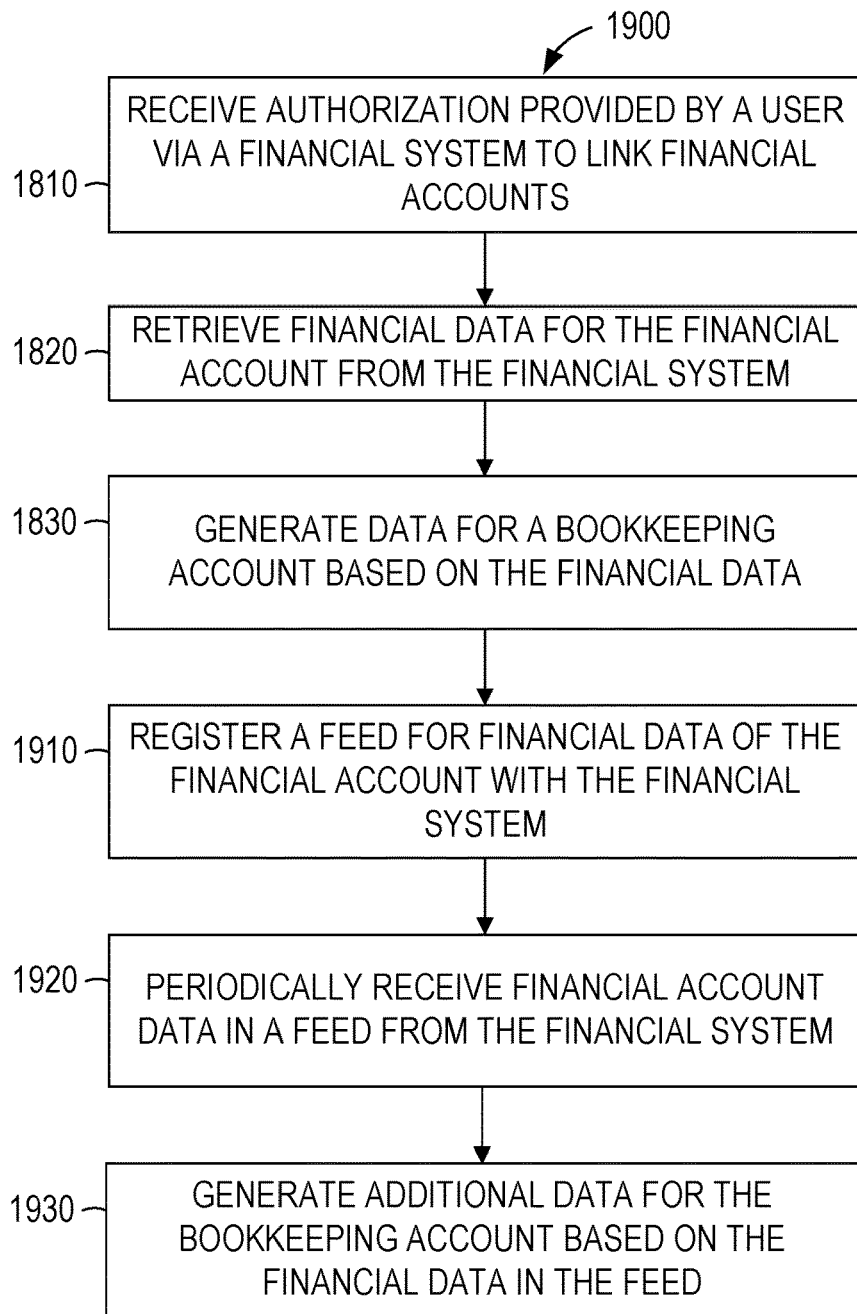 1900
RECEIVE AUTHORIZATION PROVIDED BY A USER
VIA A FINANCIAL SYSTEM TO LINK FINANCIAL
ACCOUNTS
1810
RETRIEVE FINANCIAL DATA FOR THE FINANCIAL
ACCOUNT FROM THE FINANCIAL SYSTEM
1820
GENERATE DATA FOR A BOOKKEEPING
ACCOUNT BASED ON THE FINANCIAL DATA
1830
REGISTER A FEED FOR FINANCIAL DATA OF THE
FINANCIAL ACCOUNT WITH THE FINANCIAL
SYSTEM
1910
PERIODICALLY RECEIVE FINANCIAL ACCOUNT
DATA IN A FEED FROM THE FINANCIAL SYSTEM
1920
GENERATE ADDITIONAL DATA FOR THE
BOOKKEEPING ACCOUNT BASED ON THE
FINANCIAL DATA IN THE FEED
1930